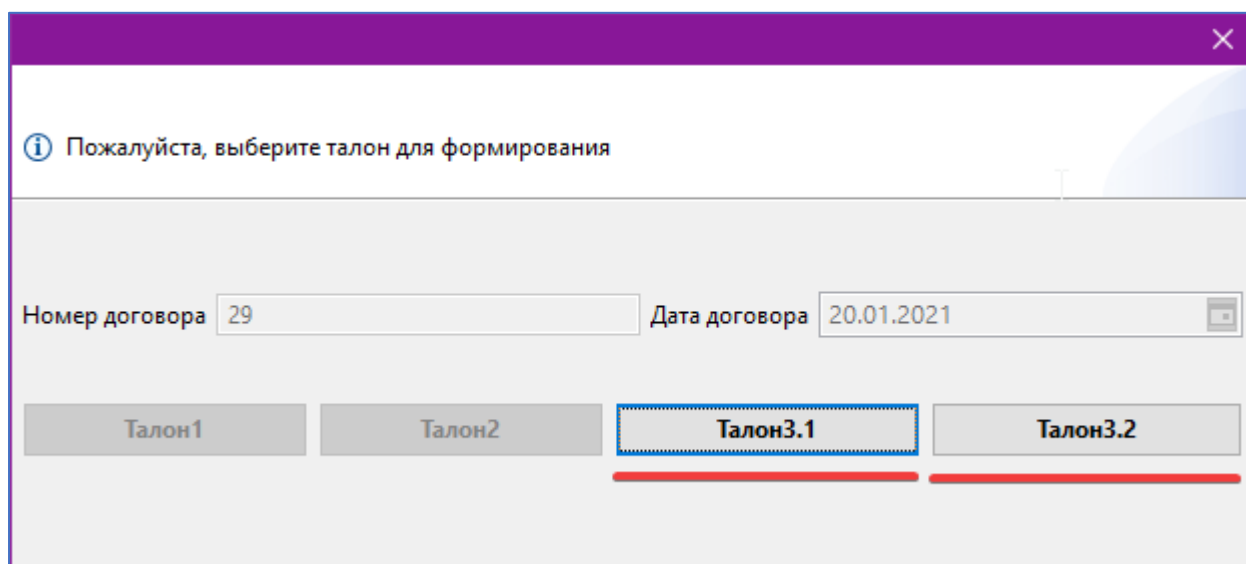 Пожалуйста, выберите талон для формирования
Номер договора 29 Дата договора 20.01.2021
Талон1 Талон2 Талон3.1 Талон3.2